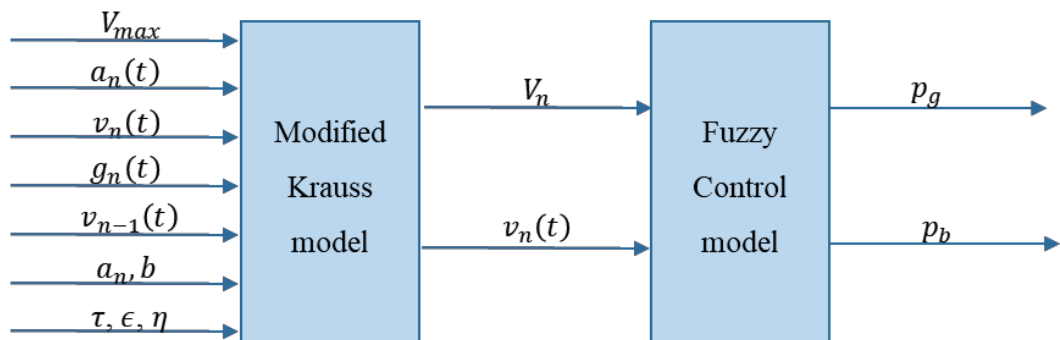 V_max
a_n(t)
v_n(t)
g_n(t)
v_{n-1}(t)
a_n, b
τ, ϵ, η
Modified
Krauss
model
V_n
v_n(t)
Fuzzy
Control
model
p_g
p_b